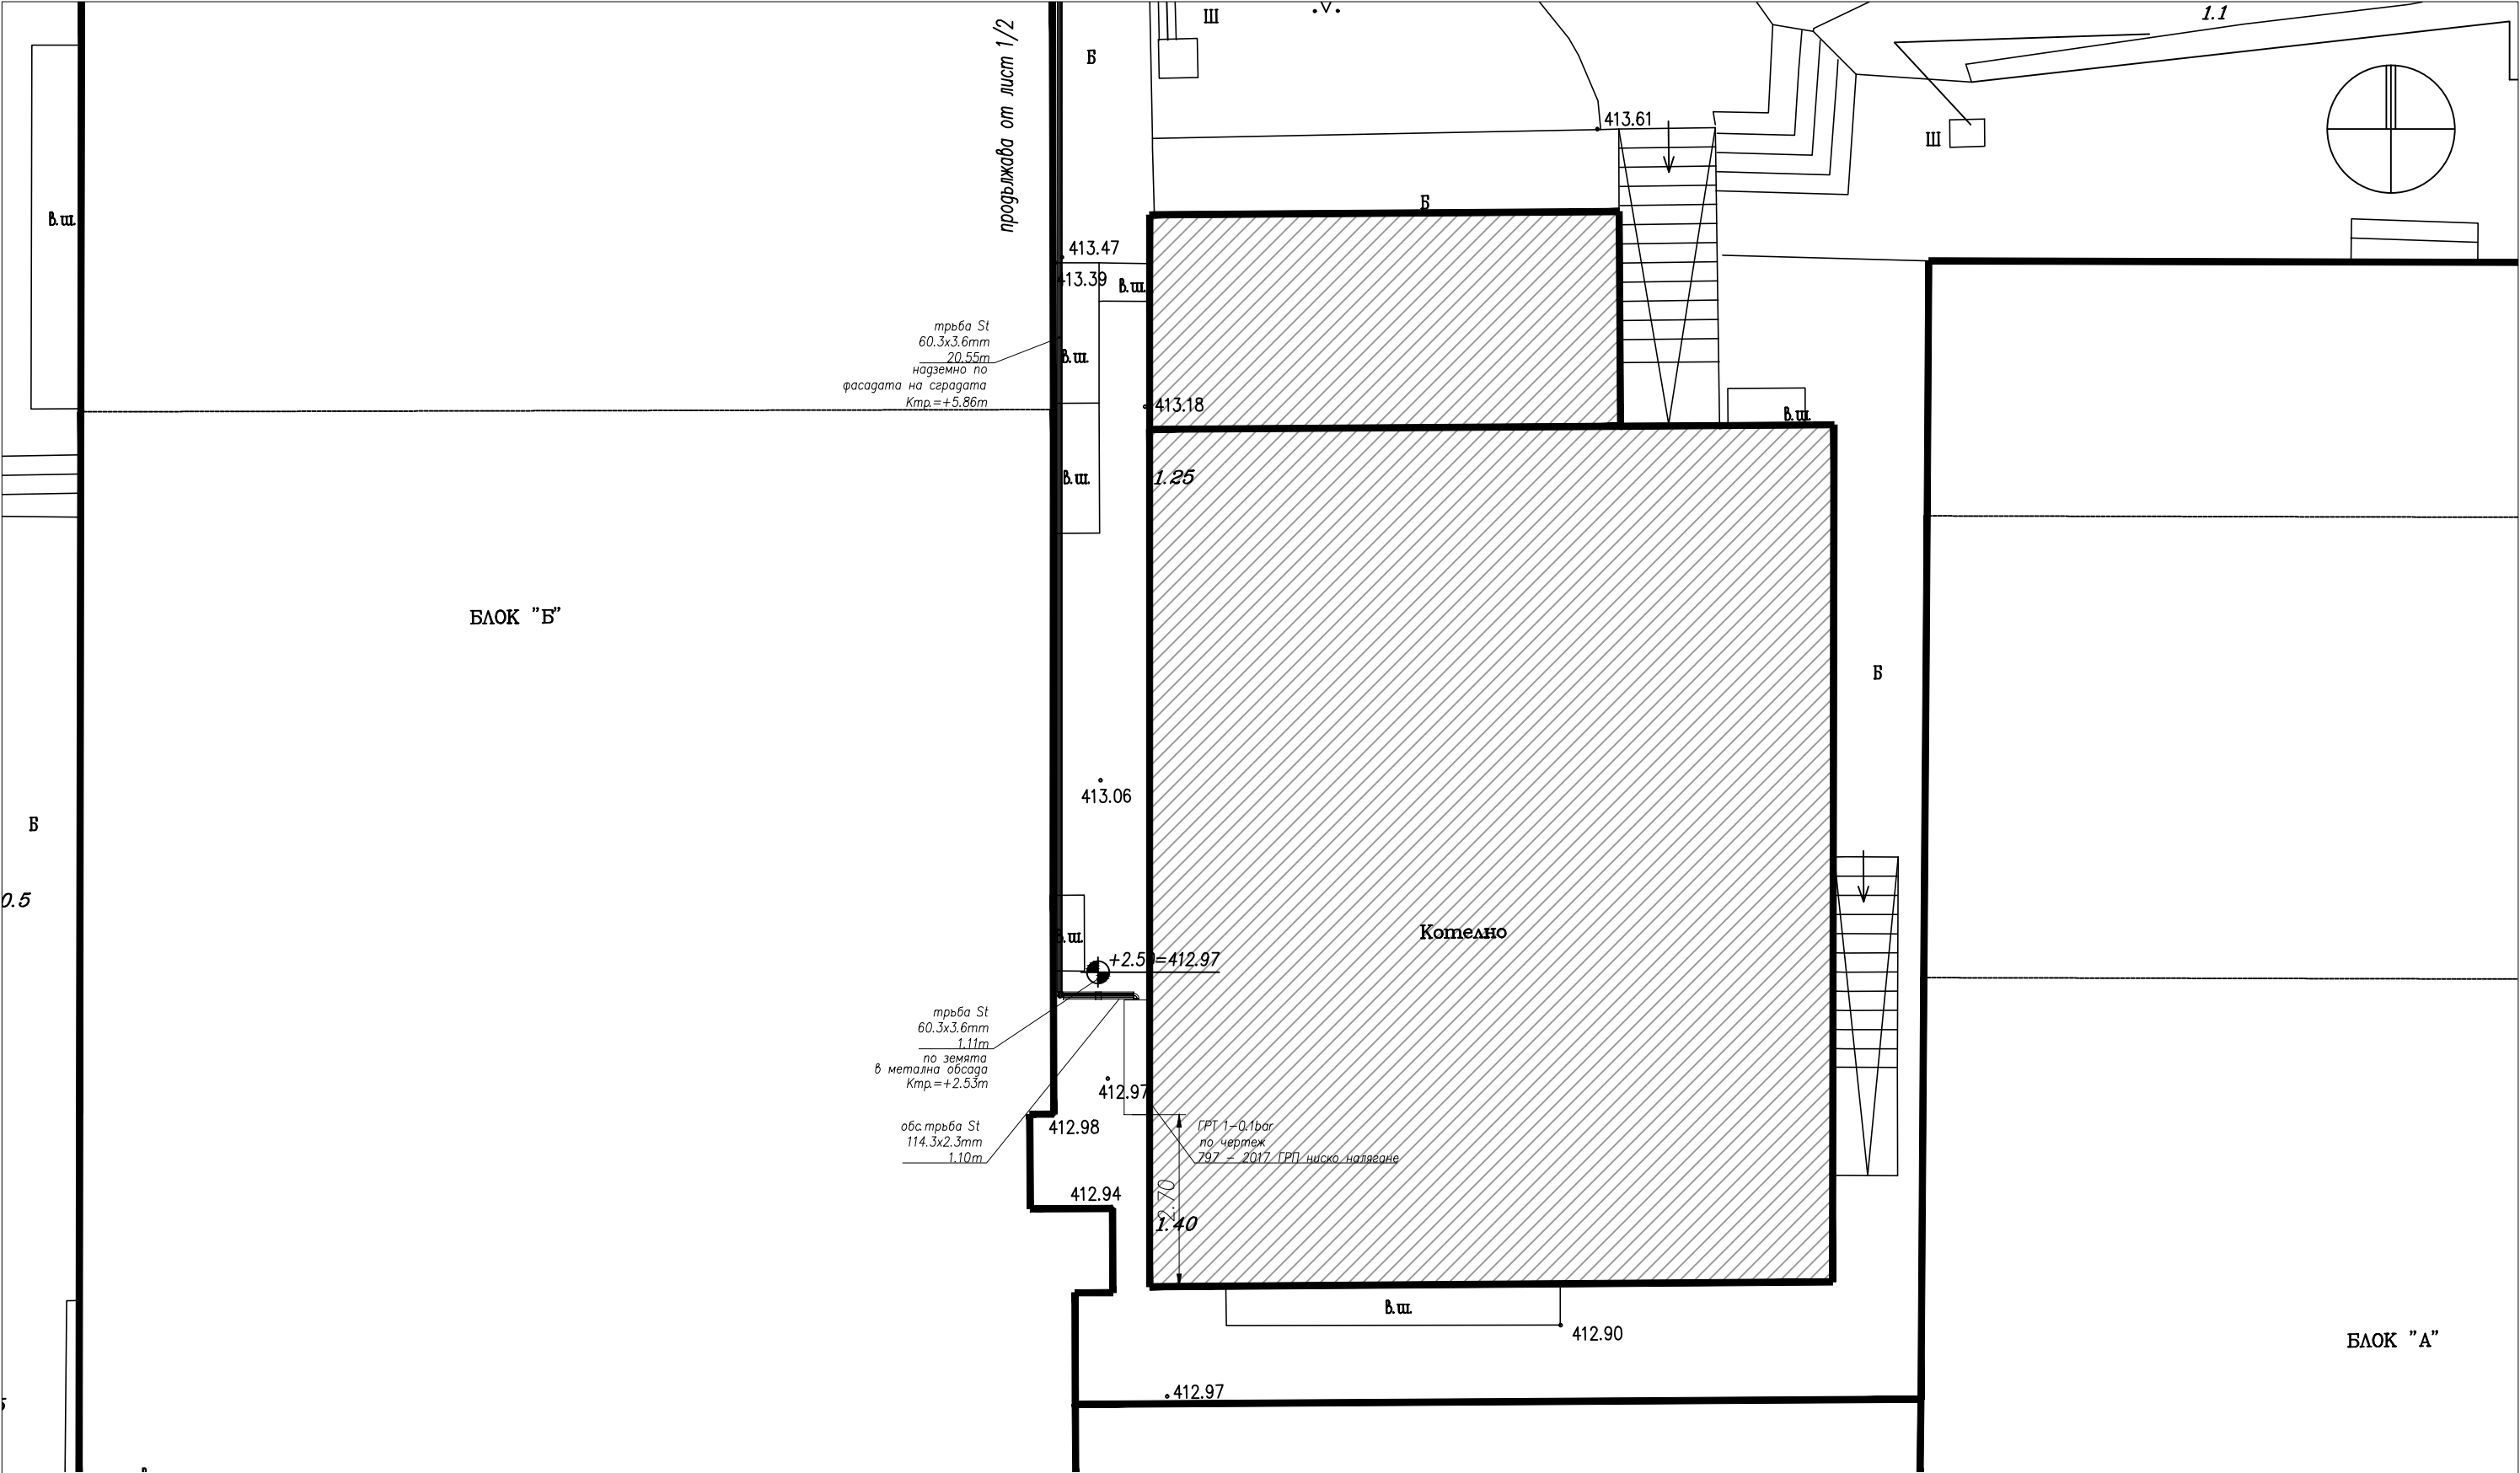 1.1
Ш
Б
продължава от лист 1/2
413.61
Ш
в.ш.
Б
413.47
413.39
в.ш.
тръба St
60.3x3.6mm
20.55m
надземно по
фасадата на сградата
Kтр.=+5.86m
в.ш.
413.18
в.ш.
в.ш.
1.25
БЛОК "Б"
Б
413.06
Б
0.5
Котелно
в.ш.
+2.50=412.97
тръба St
60.3x3.6mm
1.11m
по земята
в метална обсада
Kтр.=+2.53m
412.97
412.98
обс.тръба St
114.3x2.3mm
1.10m
ГРТ 1-0.1bar
по чертеж
797 - 2017 ГРП ниско налягане
412.94
2.70
1.40
в.ш.
412.90
БЛОК "А"
412.97